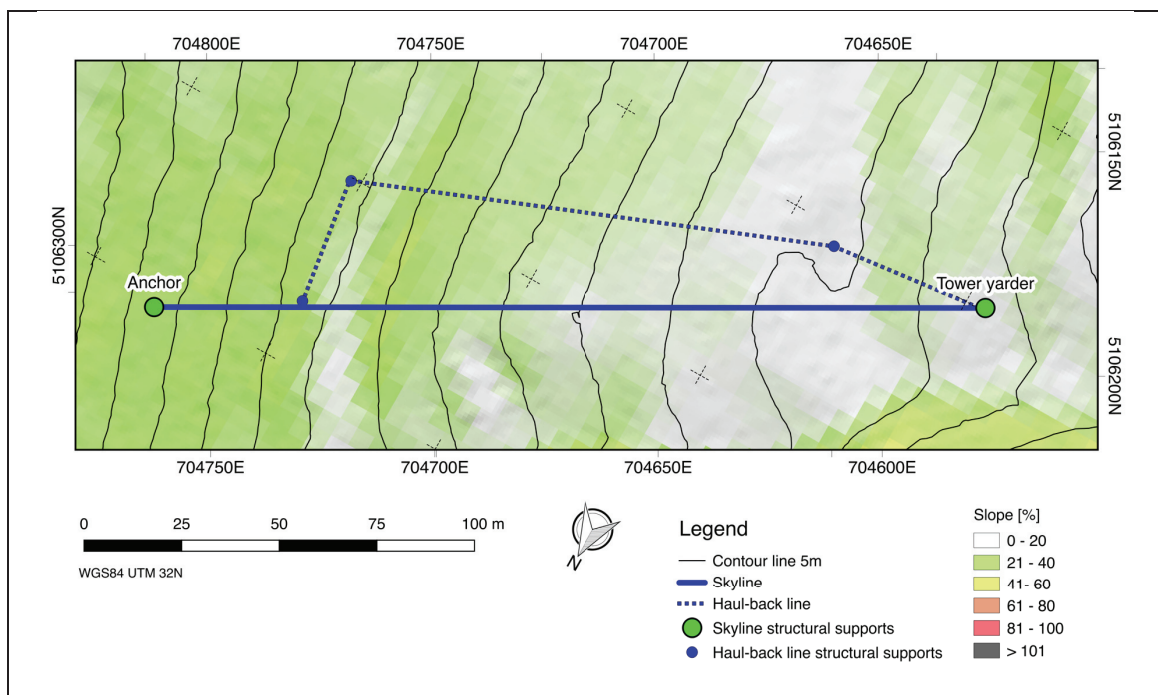 704800E 704750E 704700E 704650E
5106150N
5106300N
Anchor
Tower yarder
5106200N
704750E 704700E 704650E 704600E
0 25 50 75 100 m
WGS84 UTM 32N
N
Legend
Contour line 5m
Skyline
Haul-back line
Skyline structural supports
Haul-back line structural supports
Slope [%]
0 - 20
21 - 40
41- 60
61 - 80
81 - 100
> 101